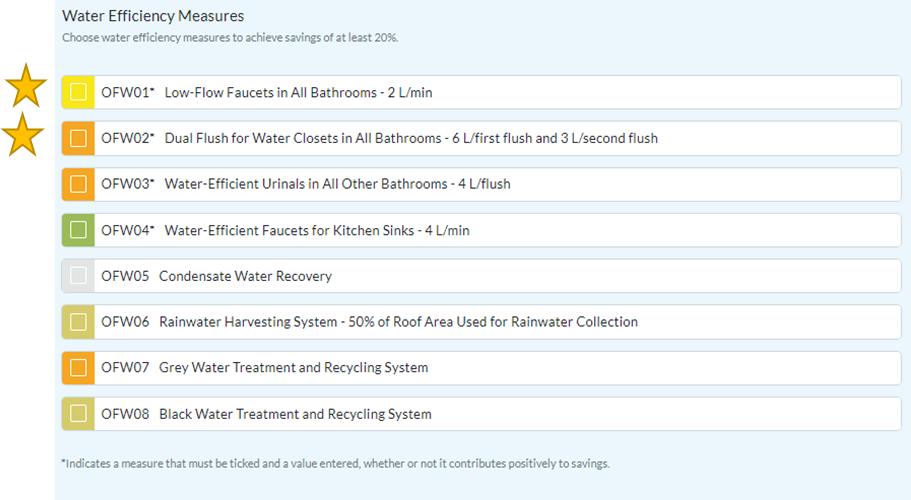 Water Efficiency Measures
Choose water efficiency measures to achieve savings of at least 20%.
OFW01* Low-Flow Faucets in All Bathrooms - 2 L/min
OFW02* Dual Flush for Water Closets in All Bathrooms - 6 L/first flush and 3 L/second flush
OFW03* Water-Efficient Urinals in All Other Bathrooms - 4 L/flush
OFW04* Water-Efficient Faucets for Kitchen Sinks - 4 L/min
OFW05 Condensate Water Recovery
OFW06 Rainwater Harvesting System - 50% of Roof Area Used for Rainwater Collection
OFW07 Grey Water Treatment and Recycling System
OFW08 Black Water Treatment and Recycling System
*Indicates a measure that must be ticked and a value entered, whether or not it contributes positively to savings.